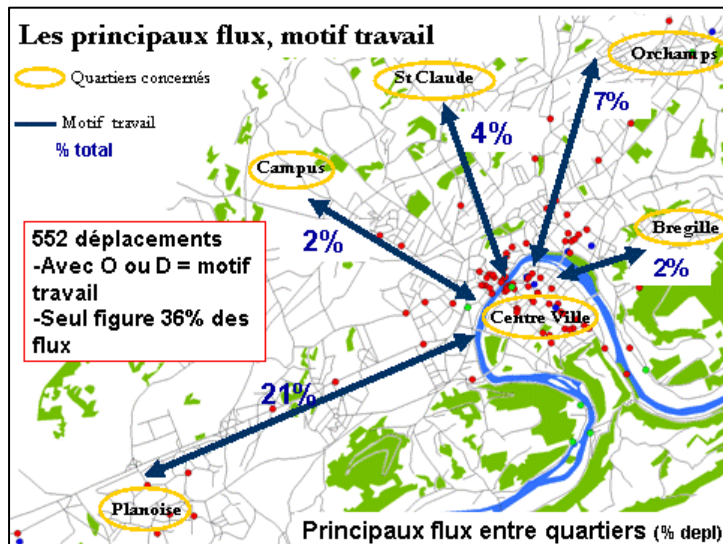 Les principaux flux, motif travail
Quartiers concernés
Motif travail
% total
Orchamps
St Claude
7%
4%
Campus
Bregille
2%
2%
552 déplacements
-Avec O ou D = motif
travail
-Seul figure 36% des
flux
Centre Ville
21%
Planoise
Principaux flux entre quartiers (% depl)